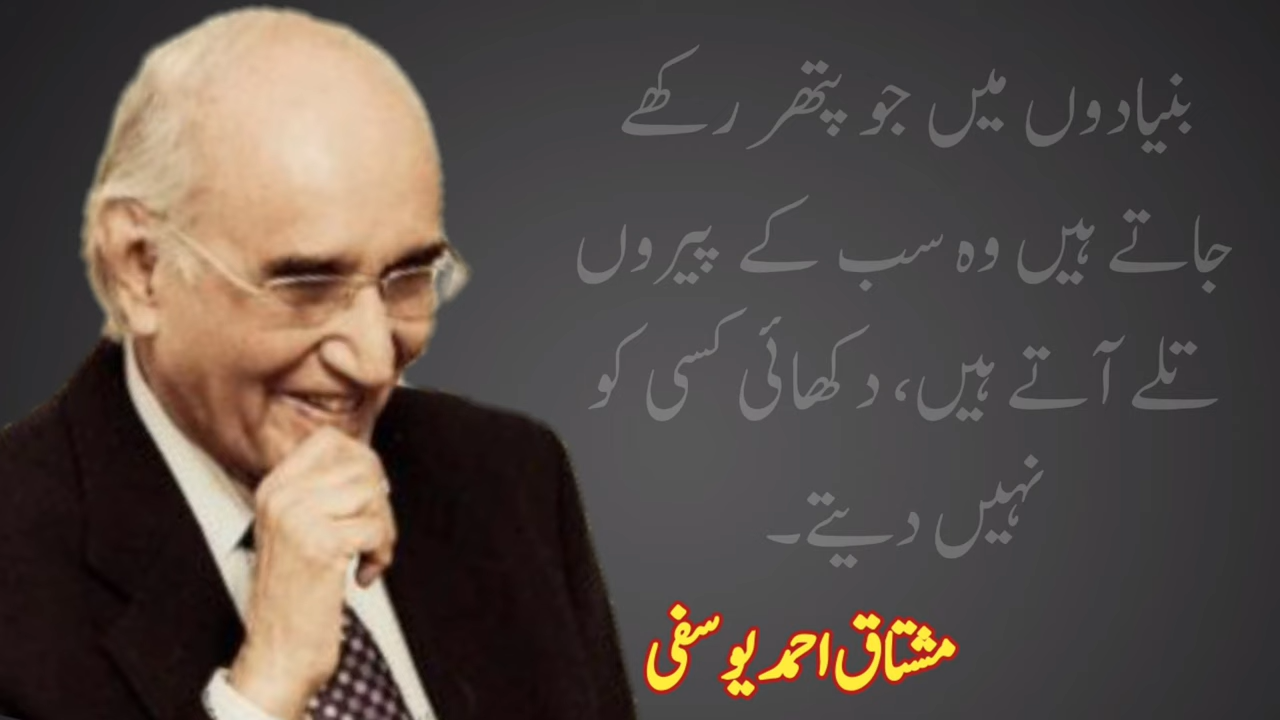 بنیادوں میں جو پتھر رکھے
جاتے ہیں وہ سب کے پیروں
تلے آتے ہیں، دکھائی کسی کو
نہیں دیتے۔
مشتاق احمد یوسفی